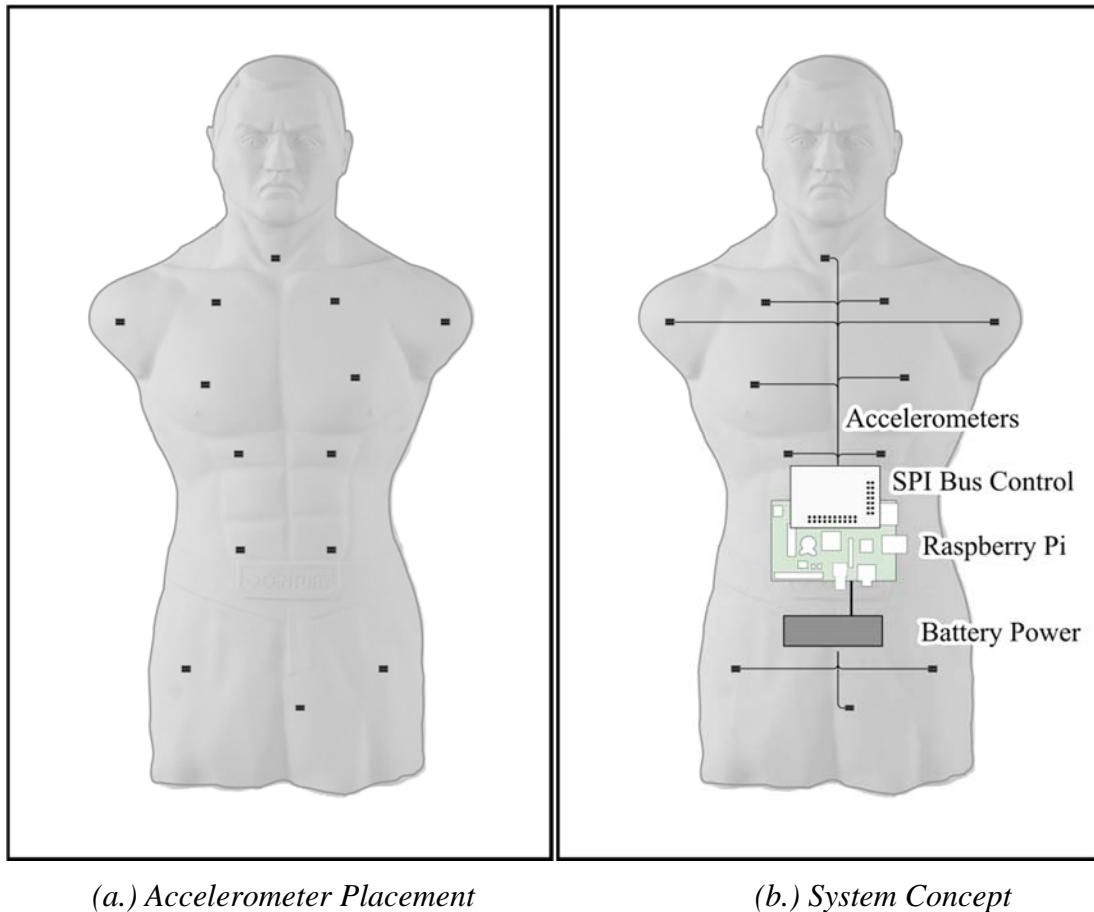 Accelerometers
SPI Bus Control
Raspberry Pi
Battery Power
(a.) Accelerometer Placement
(b.) System Concept